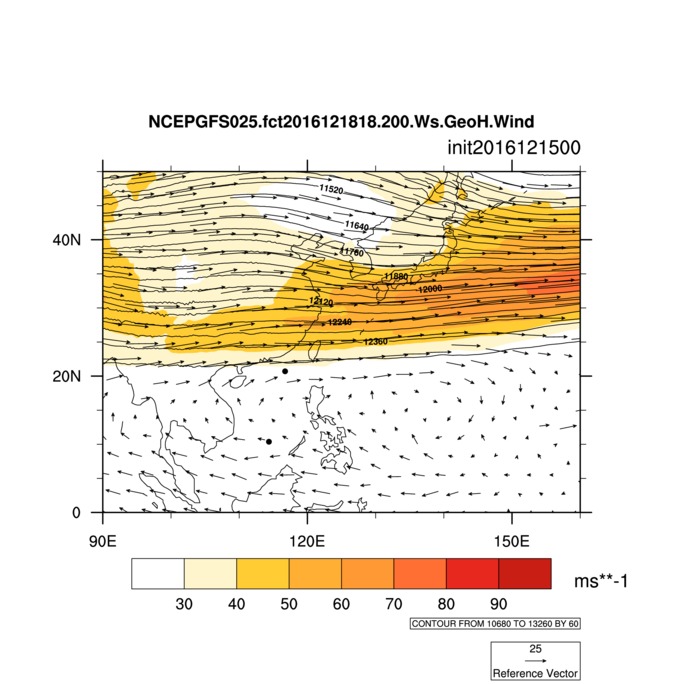 NCEPGFS025.fct2016121818.200.Ws.GeoH.Wind
init2016121500
11520
11640
11760
40N
11880
12000
12120
12240
12360
20N
0
90E 120E 150E
ms**-1
30 40 50 60 70 80 90
CONTOUR FROM 10680 TO 13260 BY 60
25
Reference Vector